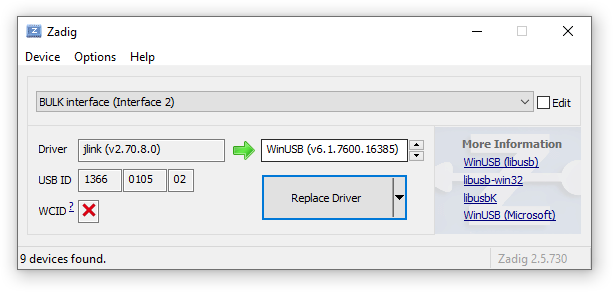 Zadig
Device Options Help
BULK interface (Interface 2)
Edit
Driver jlink (v2.70.8.0) WinUSB (v6.1.7600.16385)
USB ID 1366 0105 02
WCID ?
Replace Driver
More Information
WinUSB (libusb)
libusb-win32
libusbK
WinUSB (Microsoft)
9 devices found.
Zadig 2.5.730